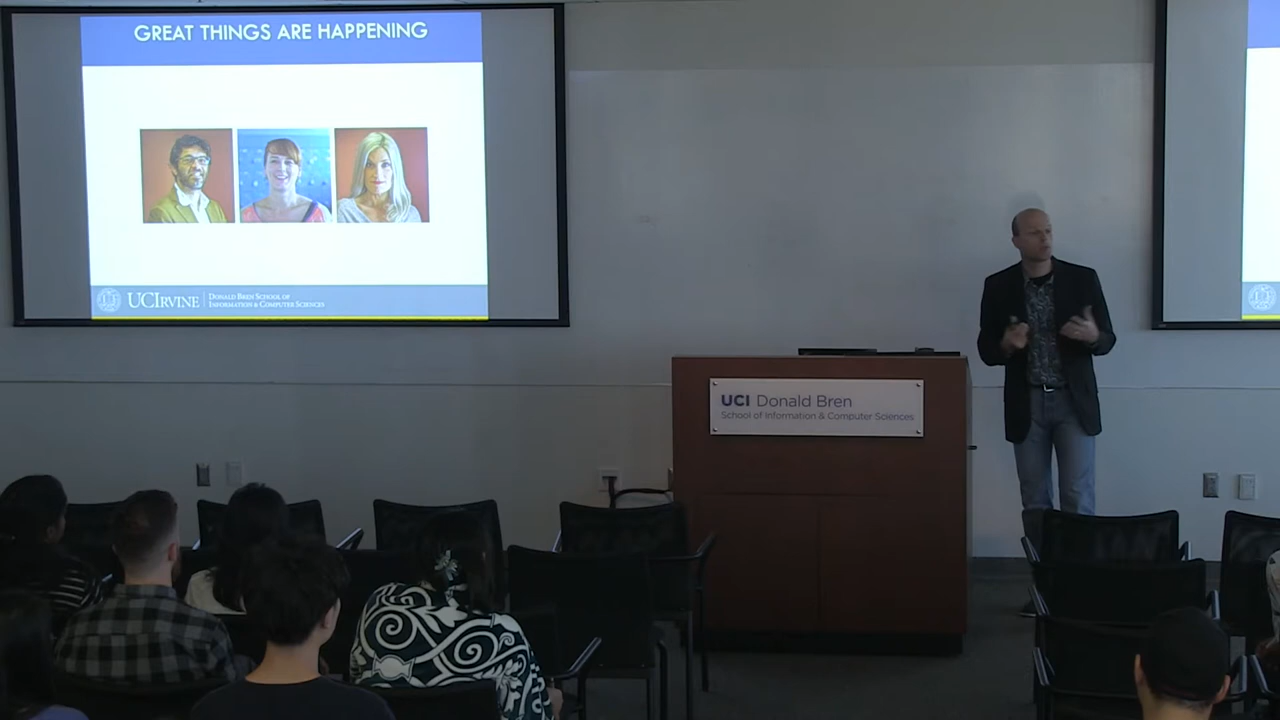 GREAT THINGS ARE HAPPENING
UCIRVINE
DONALD BREN SCHOOL OF
INFORMATION & COMPUTER SCIENCES
UCI Donald Bren
School of Information & Computer Sciences